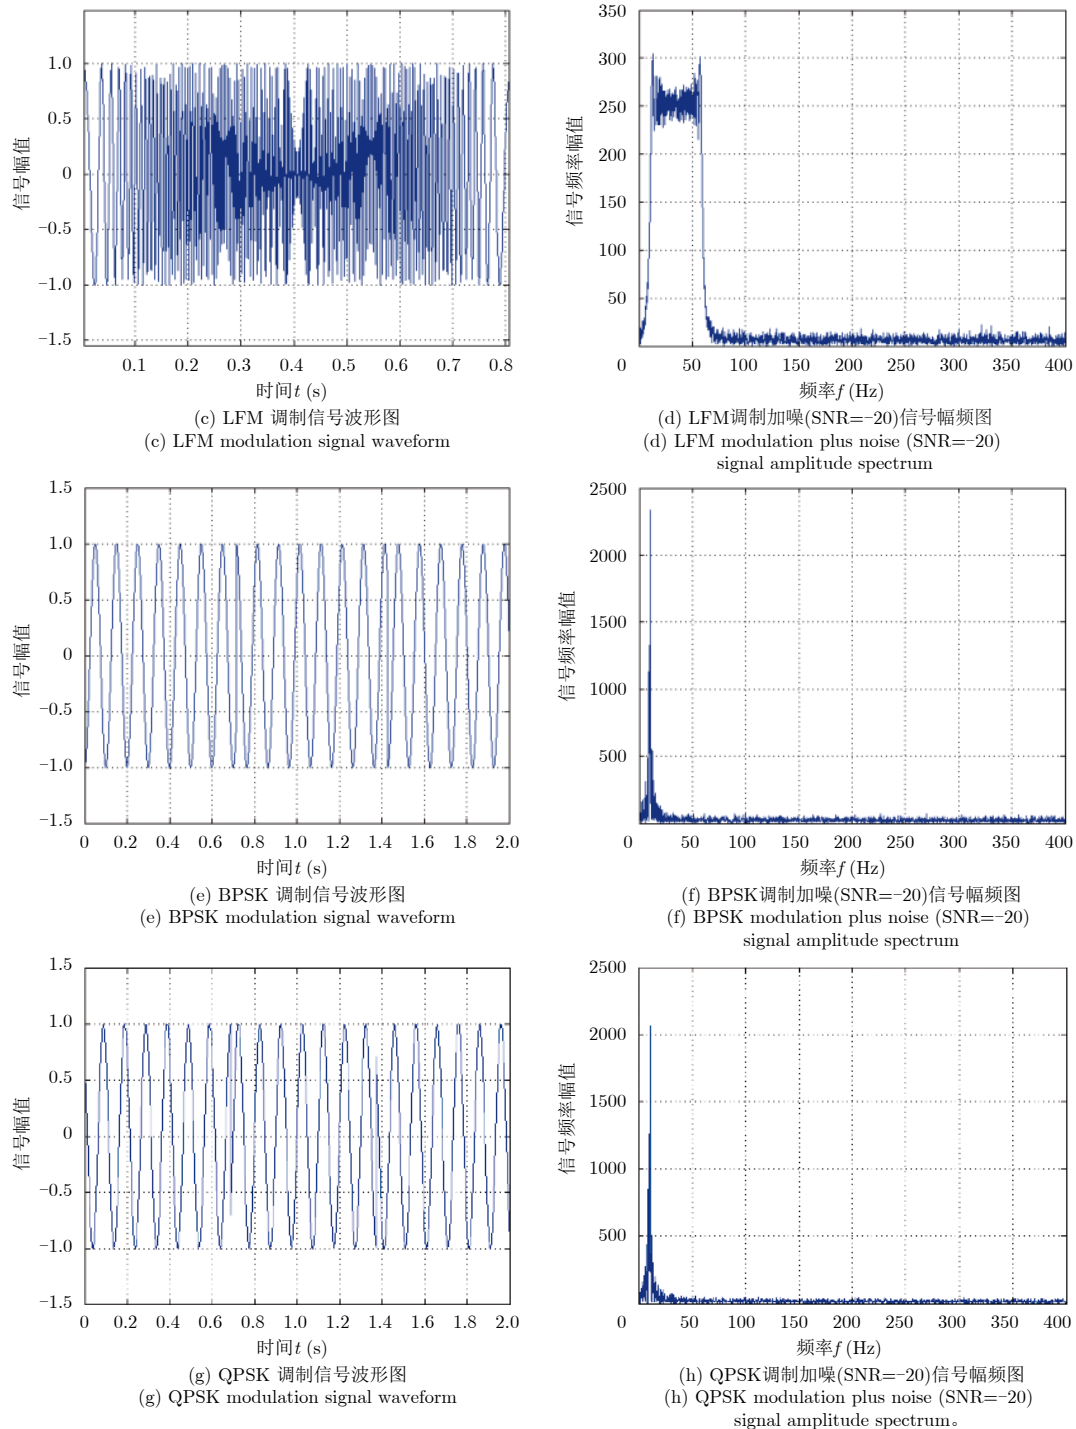 1.0
0.5
0
−0.5
−1.0
−1.5
信号幅值
0.1 0.2 0.3 0.4 0.5 0.6 0.7 0.8
时间t (s)
(c) LFM 调制信号波形图
(c) LFM modulation signal waveform
350
300
250
200
150
100
50
信号频率幅值
0 50 100 150 200 250 300 350 400
频率f (Hz)
(d) LFM调制加噪(SNR=−20)信号幅频图
(d) LFM modulation plus noise (SNR=−20)
signal amplitude spectrum
1.5
1.0
0.5
0
−0.5
−1.0
−1.5
信号幅值
0 0.2 0.4 0.6 0.8 1.0 1.2 1.4 1.6 1.8 2.0
时间t (s)
(e) BPSK 调制信号波形图
(e) BPSK modulation signal waveform
2500
2000
1500
1000
500
信号频率幅值
0 50 100 150 200 250 300 350 400
频率f (Hz)
(f) BPSK调制加噪(SNR=−20)信号幅频图
(f) BPSK modulation plus noise (SNR=−20)
signal amplitude spectrum
1.5
1.0
0.5
0
−0.5
−1.0
−1.5
信号幅值
0 0.2 0.4 0.6 0.8 1.0 1.2 1.4 1.6 1.8 2.0
时间t (s)
(g) QPSK 调制信号波形图
(g) QPSK modulation signal waveform
2500
2000
1500
1000
500
信号频率幅值
0 50 100 150 200 250 300 350 400
频率f (Hz)
(h) QPSK调制加噪(SNR=−20)信号幅频图
(h) QPSK modulation plus noise (SNR=−20)
signal amplitude spectrum。